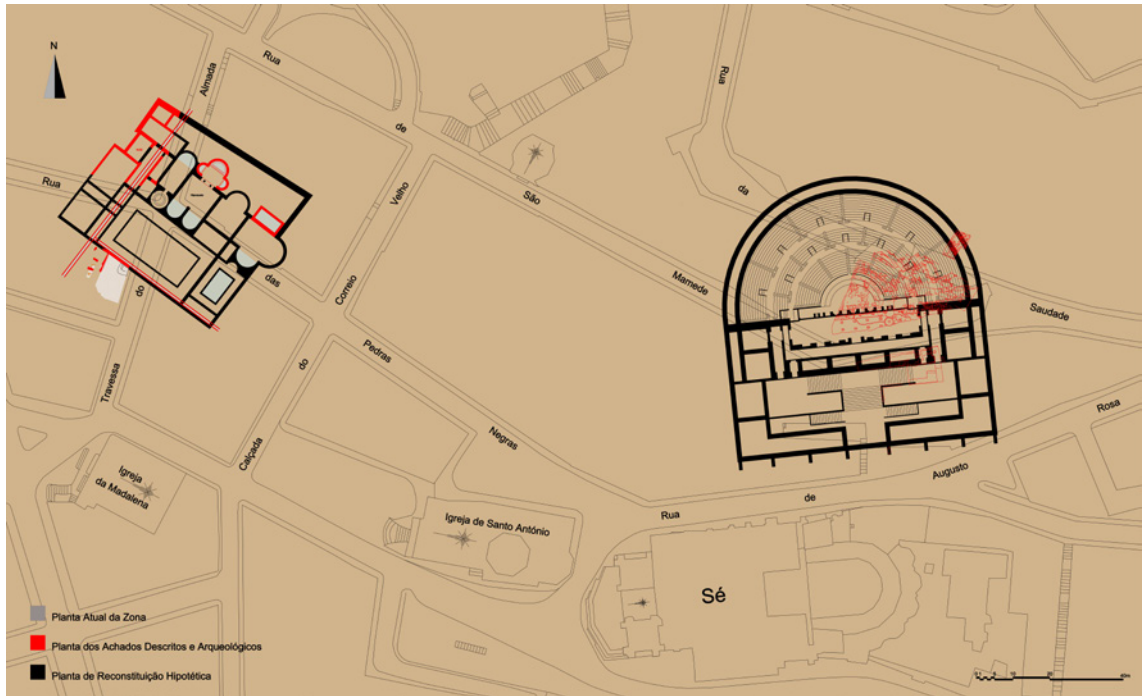 N
Rua
de
São
Mamede
Rua
da
Saudade
Almada
do
Travessa
Rua
das
Pedras
Negras
Velho
Correio
do
Calçada
Rua
de
Augusto
Rosa
Igreja
da Madalena
Igreja de Santo António
Sé
Planta Atual da Zona
Planta dos Achados Descritos e Arqueológicos
Planta de Reconstituição Hipotética